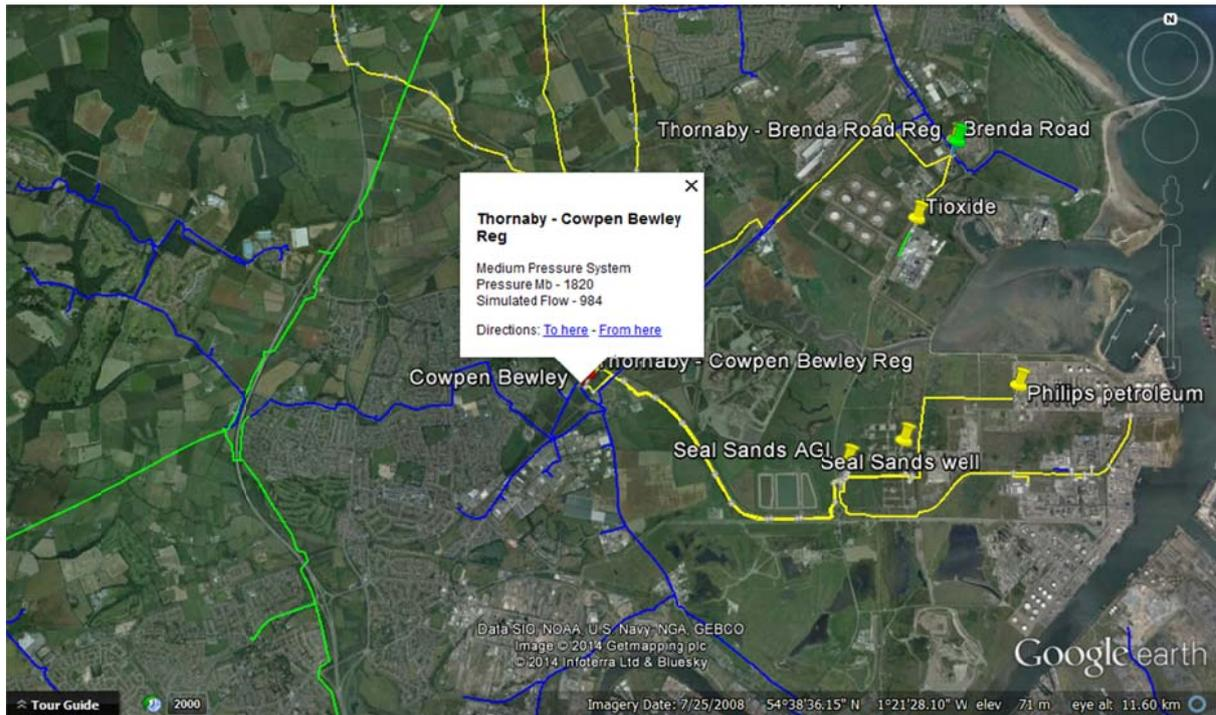 N
Thornaby - Brenda Road Reg
Brenda Road
Tioxide
Thornaby - Cowpen Bewley
Reg
Medium Pressure System
Pressure Mb - 1820
Simulated Flow - 984
Directions: To here - From here
Cowpen Bewley
Thornaby - Cowpen Bewley Reg
Philips petroleum
Seal Sands AGI
Seal Sands well
Data SIO, NOAA, U.S. Navy, NGA, GEBCO
Image © 2014 Getmapping plc
© 2014 Infoterra Ltd & Bluesky
Google earth
Tour Guide
2000
Imagery Date: 7/25/2008 54°38'36.15" N 1°21'28.10" W elev 71 m eye alt 11.60 km